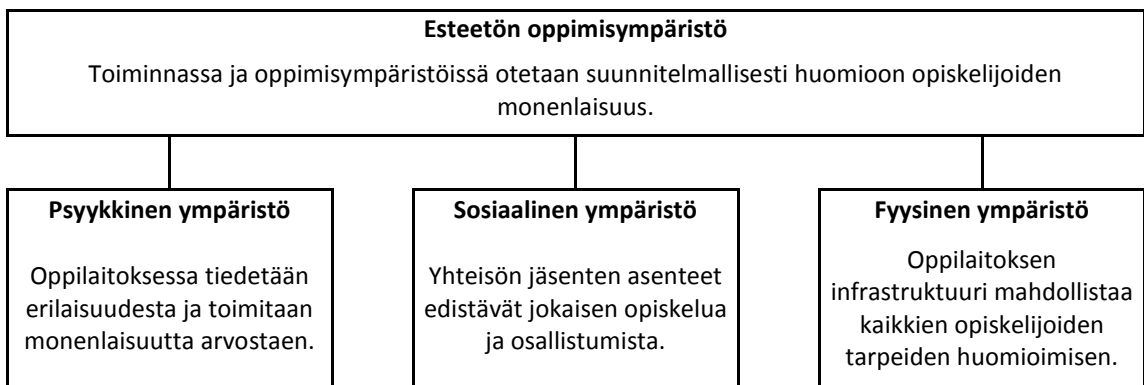 Esteetön oppimisympäristö
Toiminnassa ja oppimisympäristöissä otetaan suunnitelmallisesti huomioon opiskelijoiden
monenlaisuus.
Psyykkinen ympäristö
Oppilaitoksessa tiedetään
erilaisuudesta ja toimitaan
monenlaisuutta arvostaen.
Sosiaalinen ympäristö
Yhteisön jäsenten asenteet
edistävät jokaisen opiskelua
ja osallistumista.
Fyysinen ympäristö
Oppilaitoksen
infrastruktuuri mahdollistaa
kaikkien opiskelijoiden
tarpeiden huomioimisen.